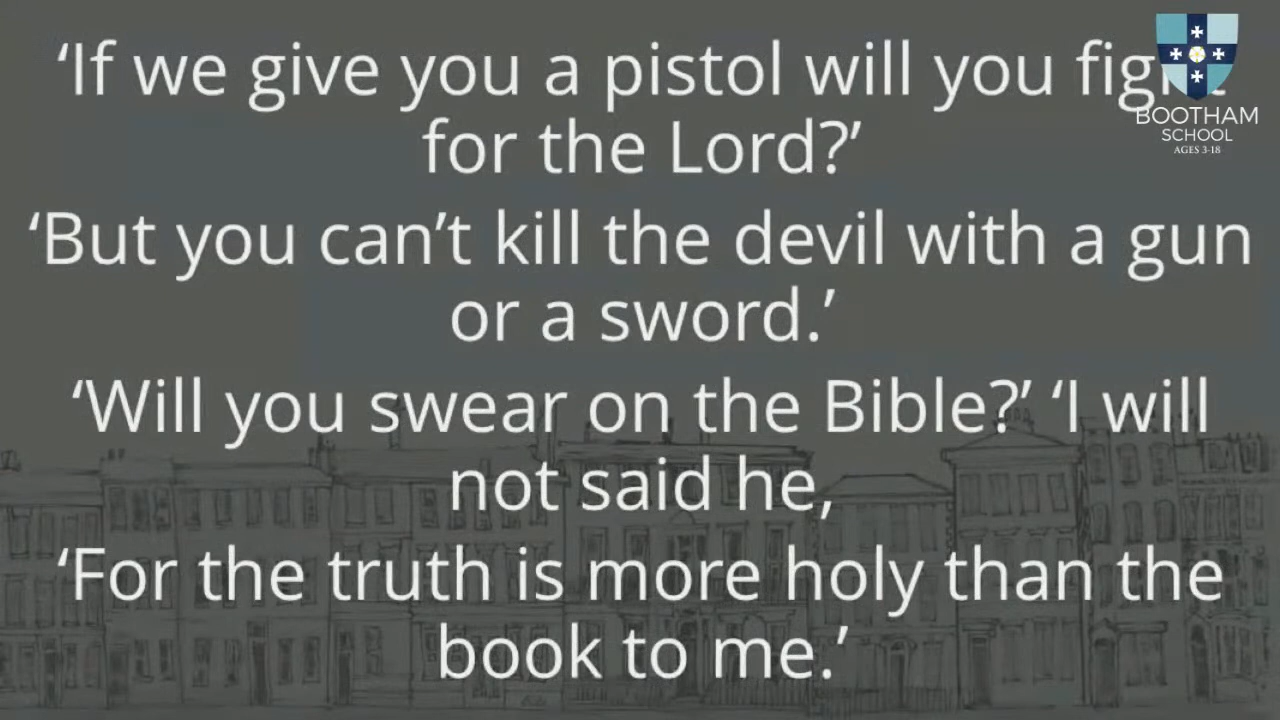 ‘If we give you a pistol will you fight
for the Lord?’
‘But you can’t kill the devil with a gun
or a sword.’
‘Will you swear on the Bible?’ ‘I will
not said he,
‘For the truth is more holy than the
book to me.’
BOOTHAM
SCHOOL
AGES 3-18